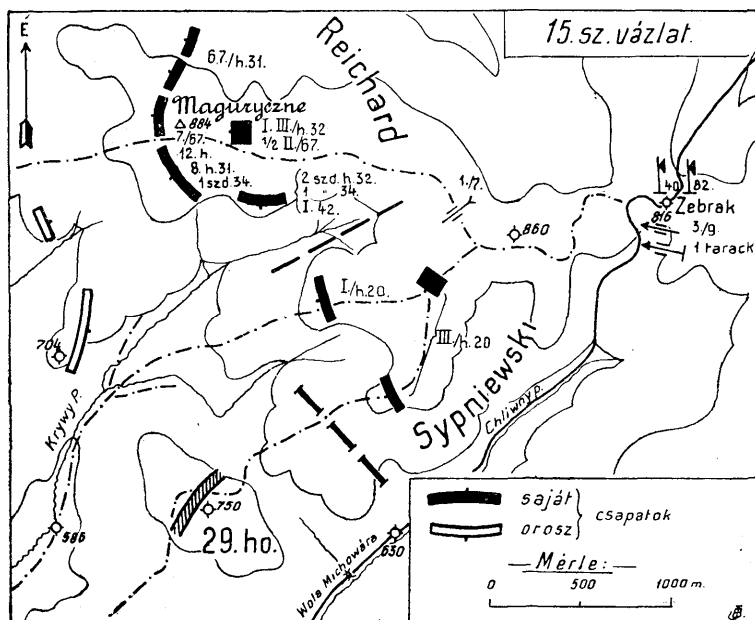 15. sz. vázlat.
É
6.7./h.31.
Reichard
Maguryczne
884
7/67.
12. h.
8. h.31.
1 szd. 34.
I. III./h.32
1/2 II./67.
2 szd. h. 32.
1 " 34.
I. 42.
1./7.
40
82.
816
Zebrak
3/g.
1 tarack
860
I./h.20.
III./h.20
704
Sypniewski
Krywy p.
Chliwny p.
750
29. ho.
586
630
Wola Michowára
saját
orosz
csapatok
— Mérle: —
0 500 1000 m.